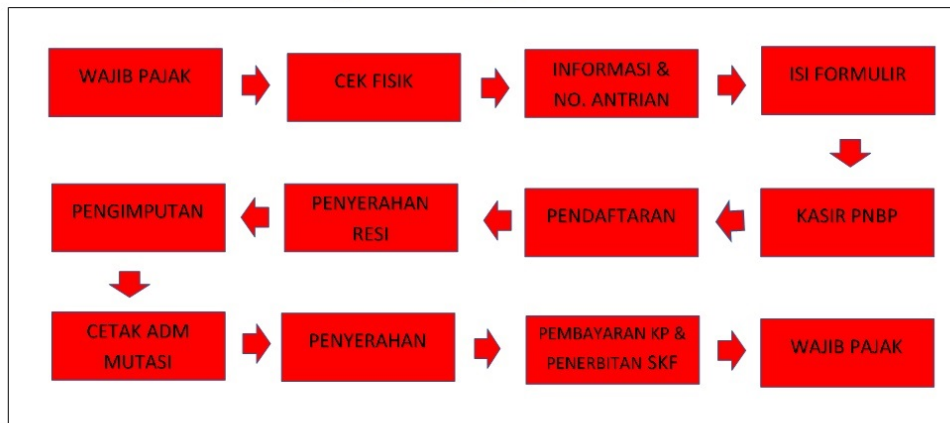 WAJIB PAJAK
CEK FISIK
INFORMASI &
NO. ANTRIAN
ISI FORMULIR
KASIR PNBP
PENDAFTARAN
PENYERAHAN
RESI
PENGIMPUTAN
CETAK ADM
MUTASI
PENYERAHAN
PEMBAYARAN KP &
PENERBITAN SKF
WAJIB PAJAK